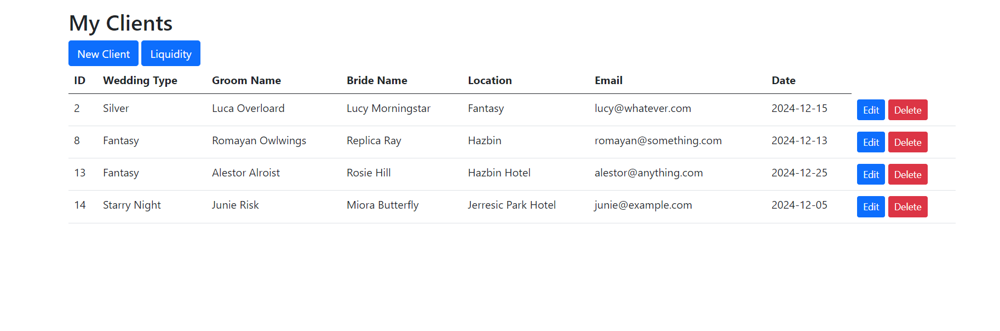 My Clients
New Client Liquidity
ID Wedding Type Groom Name Bride Name Location Email Date
2 Silver Luca Overloard Lucy Morningstar Fantasy lucy@whatever.com 2024-12-15 Edit Delete
8 Fantasy Romayan Owlwings Replica Ray Hazbin romayan@something.com 2024-12-13 Edit Delete
13 Fantasy Alestor Alroist Rosie Hill Hazbin Hotel alestor@anything.com 2024-12-25 Edit Delete
14 Starry Night Junie Risk Miora Butterfly Jerresic Park Hotel junie@example.com 2024-12-05 Edit Delete